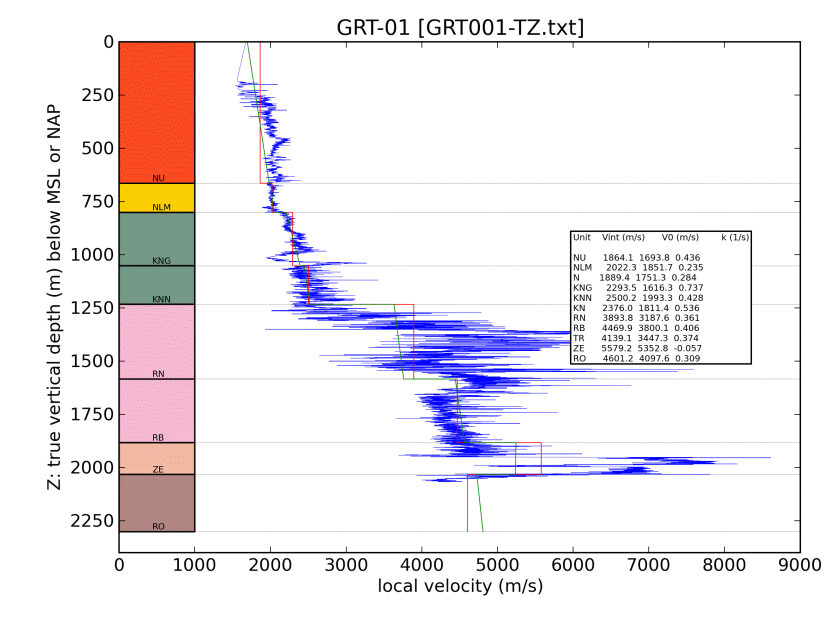 GRT-01 [GRT001-TZ.txt]
0
250
500
750
1000
1250
1500
1750
2000
2250
Z: true vertical depth (m) below MSL or NAP
NU
NLM
KNG
KNN
RN
RB
ZE
RO
Unit Vint (m/s) V0 (m/s) k (1/s)
NU 1864.1 1693.8 0.436
NLM 2022.3 1851.7 0.235
N 1889.4 1751.3 0.284
KNG 2293.5 1616.3 0.737
KNN 2500.2 1993.3 0.428
KN 2376.0 1811.4 0.536
RN 3893.8 3187.6 0.361
RB 4469.9 3800.1 0.406
TR 4139.1 3447.3 0.374
ZE 5579.2 5352.8 -0.057
RO 4601.2 4097.6 0.309
0 1000 2000 3000 4000 5000 6000 7000 8000 9000
local velocity (m/s)